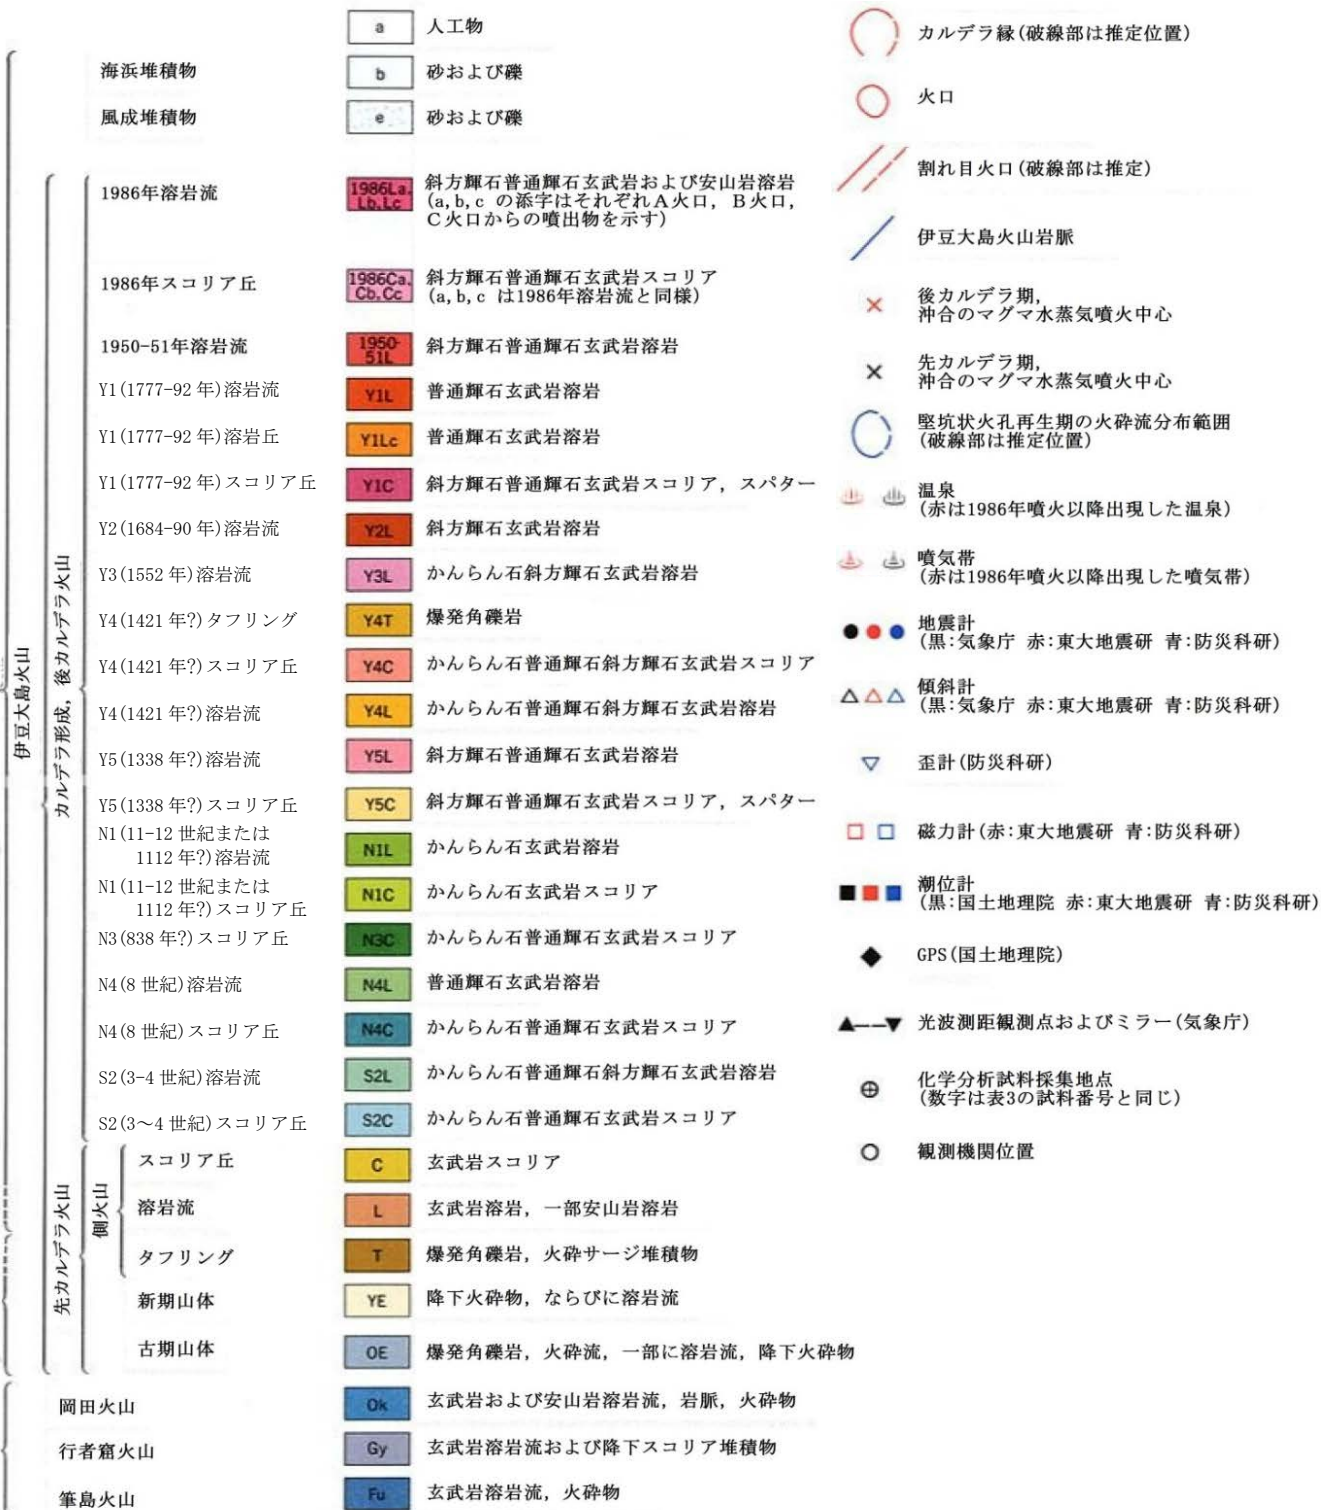 a 人工物
海浜堆積物 b 砂および礫
風成堆積物 e 砂および礫
伊豆大島火山
カルデラ形成，後カルデラ火山
1986年溶岩流 1986La, Lb,Lc 斜方輝石普通輝石玄武岩および安山岩溶岩
(a,b,c の添字はそれぞれA火口，B火口，
C火口からの噴出物を示す)
1986年スコリア丘 1986Ca, Cb,Cc 斜方輝石普通輝石玄武岩スコリア
(a,b,c は1986年溶岩流と同様)
1950-51年溶岩流 1950-51L 斜方輝石普通輝石玄武岩溶岩
Y1(1777-92 年)溶岩流 Y1L 普通輝石玄武岩溶岩
Y1(1777-92 年)溶岩丘 Y1Lc 普通輝石玄武岩溶岩
Y1(1777-92 年)スコリア丘 Y1C 斜方輝石普通輝石玄武岩スコリア，スパター
Y2(1684-90 年)溶岩流 Y2L 斜方輝石玄武岩溶岩
Y3(1552 年)溶岩流 Y3L かんらん石斜方輝石玄武岩溶岩
Y4(1421 年?)タフリング Y4T 爆発角礫岩
Y4(1421 年?)スコリア丘 Y4C かんらん石普通輝石斜方輝石玄武岩スコリア
Y4(1421 年?)溶岩流 Y4L かんらん石普通輝石斜方輝石玄武岩溶岩
Y5(1338 年?)溶岩流 Y5L 斜方輝石普通輝石玄武岩溶岩
Y5(1338 年?)スコリア丘 Y5C 斜方輝石普通輝石玄武岩スコリア，スパター
N1(11-12 世紀または
1112 年?)溶岩流 N1L かんらん石玄武岩溶岩
N1(11-12 世紀または
1112 年?)スコリア丘 N1C かんらん石玄武岩スコリア
N3(838 年?)スコリア丘 N3C かんらん石普通輝石玄武岩スコリア
N4(8 世紀)溶岩流 N4L 普通輝石玄武岩溶岩
N4(8 世紀)スコリア丘 N4C かんらん石普通輝石玄武岩スコリア
S2(3-4 世紀)溶岩流 S2L かんらん石普通輝石斜方輝石玄武岩溶岩
S2(3～4 世紀)スコリア丘 S2C かんらん石普通輝石玄武岩スコリア
先カルデラ火山
側火山
スコリア丘 C 玄武岩スコリア
溶岩流 L 玄武岩溶岩，一部安山岩溶岩
タフリング T 爆発角礫岩，火砕サージ堆積物
新期山体 YE 降下火砕物，ならびに溶岩流
古期山体 OE 爆発角礫岩，火砕流，一部に溶岩流，降下火砕物
岡田火山 Ok 玄武岩および安山岩溶岩流，岩脈，火砕物
行者窟火山 Gy 玄武岩溶岩流および降下スコリア堆積物
筆島火山 Fu 玄武岩溶岩流，火砕物
カルデラ縁(破線部は推定位置)
火口
割れ目火口(破線部は推定)
伊豆大島火山岩脈
後カルデラ期，
沖合のマグマ水蒸気噴火中心
先カルデラ期，
沖合のマグマ水蒸気噴火中心
竪坑状火孔再生期の火砕流分布範囲
(破線部は推定位置)
温泉
(赤は1986年噴火以降出現した温泉)
噴気帯
(赤は1986年噴火以降出現した噴気帯)
地震計
(黒:気象庁 赤:東大地震研 青:防災科研)
傾斜計
(黒:気象庁 赤:東大地震研 青:防災科研)
歪計(防災科研)
磁力計(赤:東大地震研 青:防災科研)
潮位計
(黒:国土地理院 赤:東大地震研 青:防災科研)
GPS(国土地理院)
光波測距観測点およびミラー(気象庁)
化学分析試料採集地点
(数字は表3の試料番号と同じ)
観測機関位置